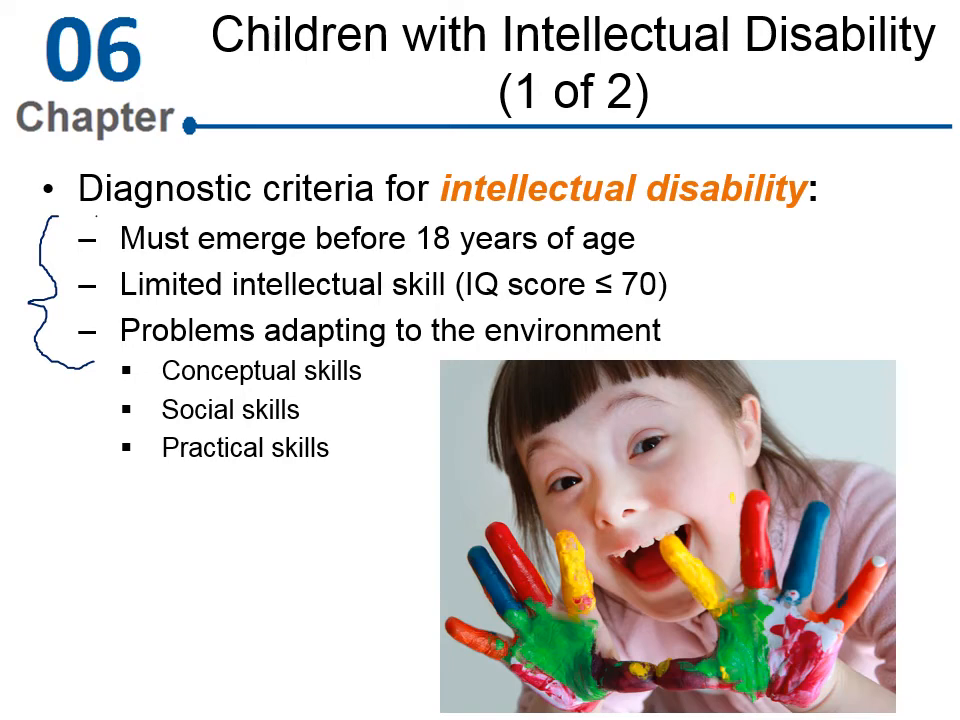 06
Chapter
Children with Intellectual Disability
(1 of 2)
• Diagnostic criteria for intellectual disability:
– Must emerge before 18 years of age
– Limited intellectual skill (IQ score ≤ 70)
– Problems adapting to the environment
▪ Conceptual skills
▪ Social skills
▪ Practical skills